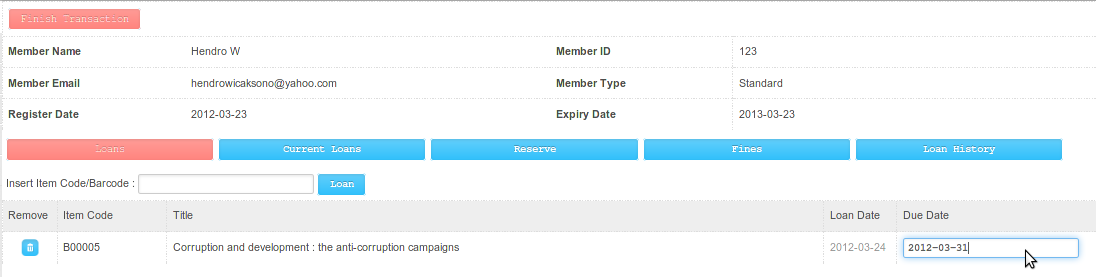 Finish Transaction
Member Name Hendro W Member ID 123
Member Email hendrowicaksono@yahoo.com Member Type Standard
Register Date 2012-03-23 Expiry Date 2013-03-23
Loans Current Loans Reserve Fines Loan History
Insert Item Code/Barcode : Loan
Remove Item Code Title Loan Date Due Date
B00005 Corruption and development : the anti-corruption campaigns 2012-03-24 2012-03-31